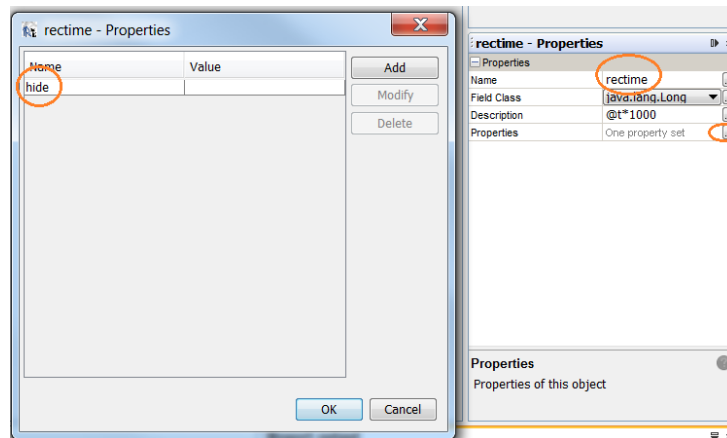 rectime - Properties
Name Value
hide
Add
Modify
Delete
OK Cancel
rectime - Properties
Properties
Name rectime
Field Class java.lang.Long
Description @t*1000
Properties One property set
Properties
Properties of this object